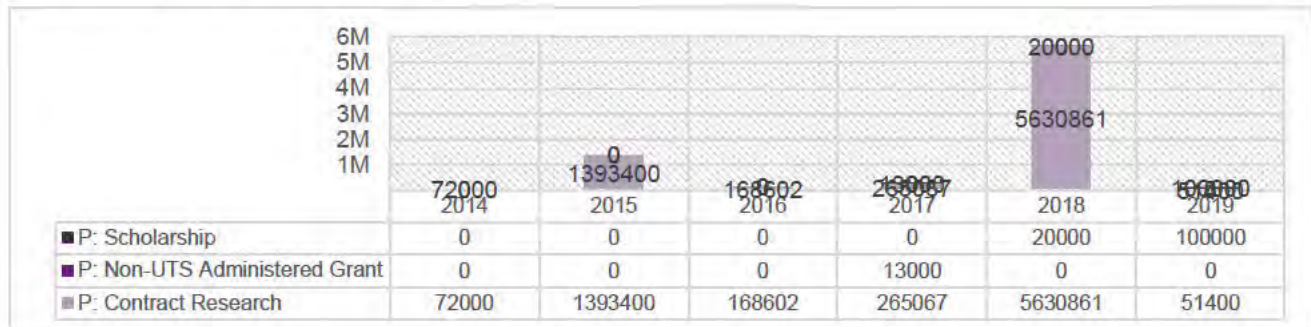 6M
5M
4M
3M
2M
1M
20000
5630861
0
1393400
72000
168602
2014 2015 2016 2017 2018 2019
P: Scholarship 0 0 0 0 20000 100000
P: Non-UTS Administered Grant 0 0 0 13000 0 0
P: Contract Research 72000 1393400 168602 265067 5630861 51400